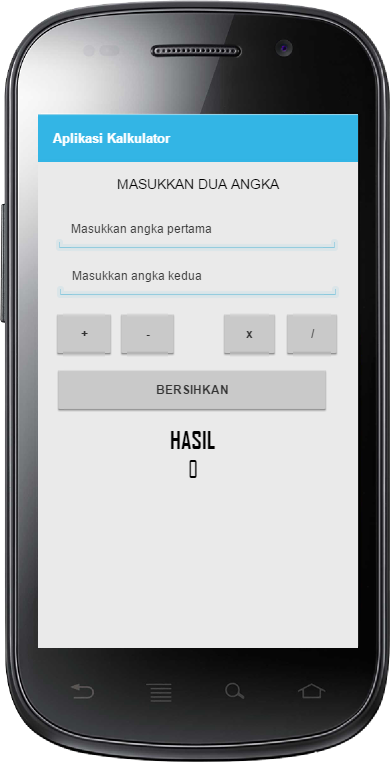 Aplikasi Kalkulator
MASUKKAN DUA ANGKA
Masukkan angka pertama
Masukkan angka kedua
+ - x /
BERSIHKAN
HASIL
0